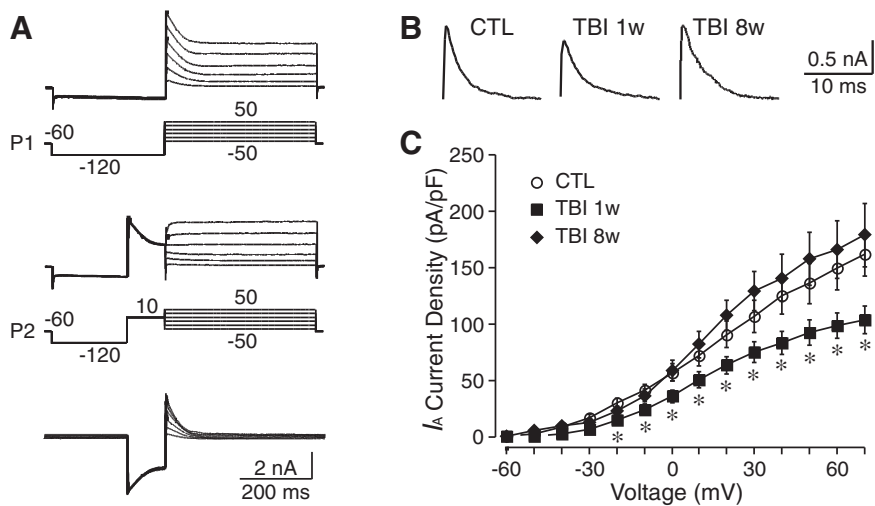 A
P1
-60
-120
50
-50
P2
-60
-120
10
50
-50
2 nA
200 ms
B
CTL
TBI 1w
TBI 8w
0.5 nA
10 ms
C
250
200
150
100
50
0
IA Current Density (pA/pF)
CTL
TBI 1w
TBI 8w
* * * * * * * * * *
-60 -30 0 30 60
Voltage (mV)